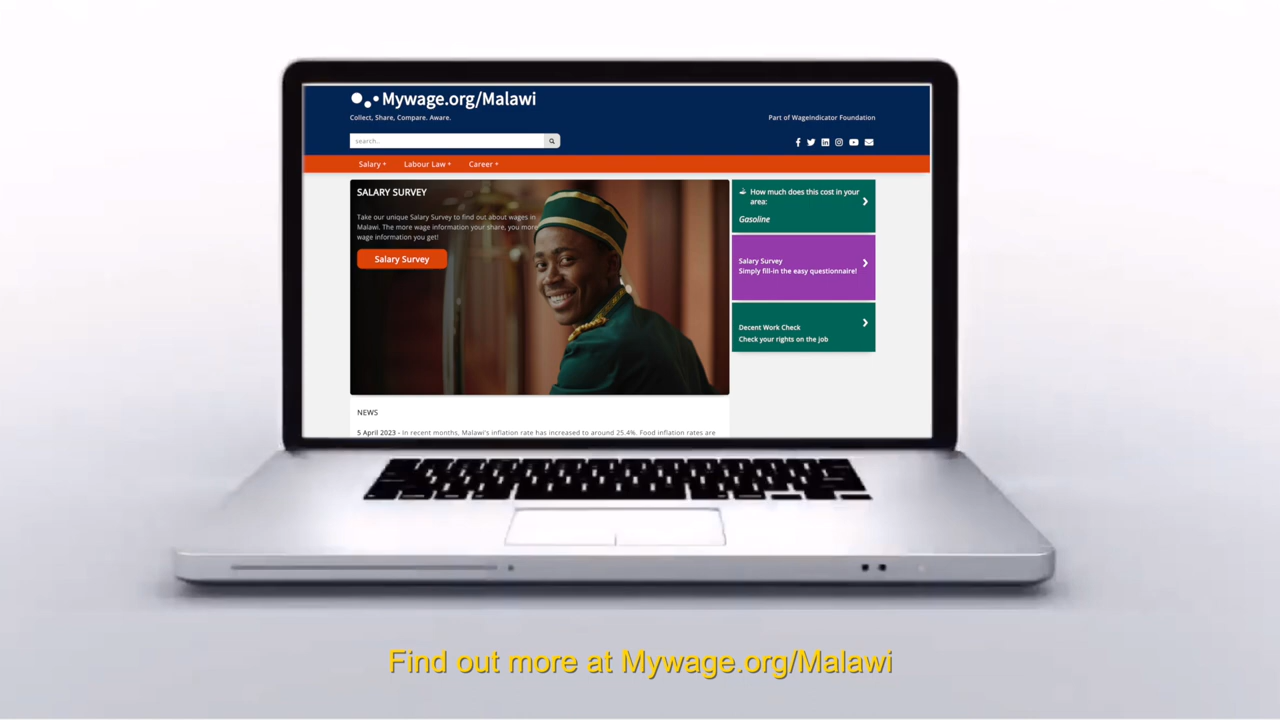 Mywage.org/Malawi
Collect, Share, Compare. Aware.
Part of WageIndicator Foundation
search..
Salary +
Labour Law +
Career +
SALARY SURVEY
Take our unique Salary Survey to find out about wages in
Malawi. The more wage information your share, you more
wage information you get!
Salary Survey
How much does this cost in your
area:
Gasoline
Salary Survey
Simply fill-in the easy questionnaire!
Decent Work Check
Check your rights on the job
NEWS
5 April 2023 - In recent months, Malawi's inflation rate has increased to around 25.4%. Food inflation rates are
Find out more at Mywage.org/Malawi